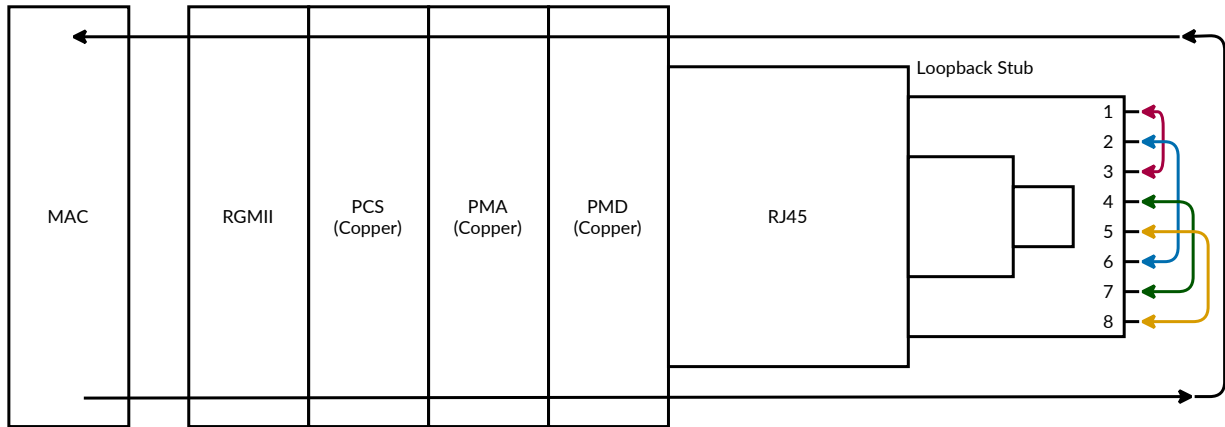 Loopback Stub
MAC
RGMII
PCS
(Copper)
PMA
(Copper)
PMD
(Copper)
RJ45
1
2
3
4
5
6
7
8